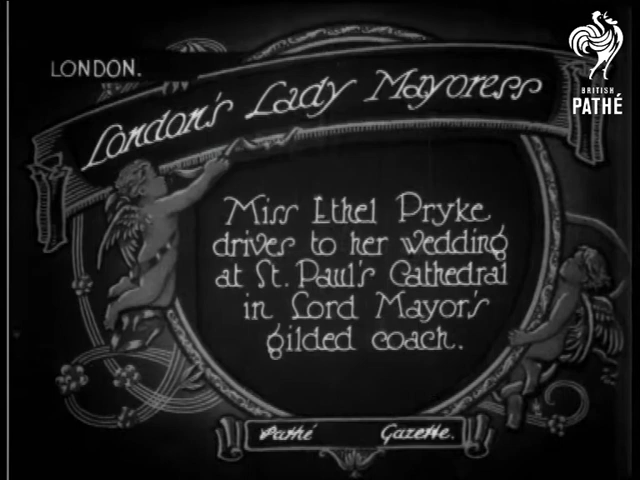 LONDON.
BRITISH
PATHÉ
London's Lady Mayoress
Miss Ethel Pryke
drives to her wedding
at St. Paul's Cathedral
in Lord Mayor's
gilded coach.
Pathé Gazette.